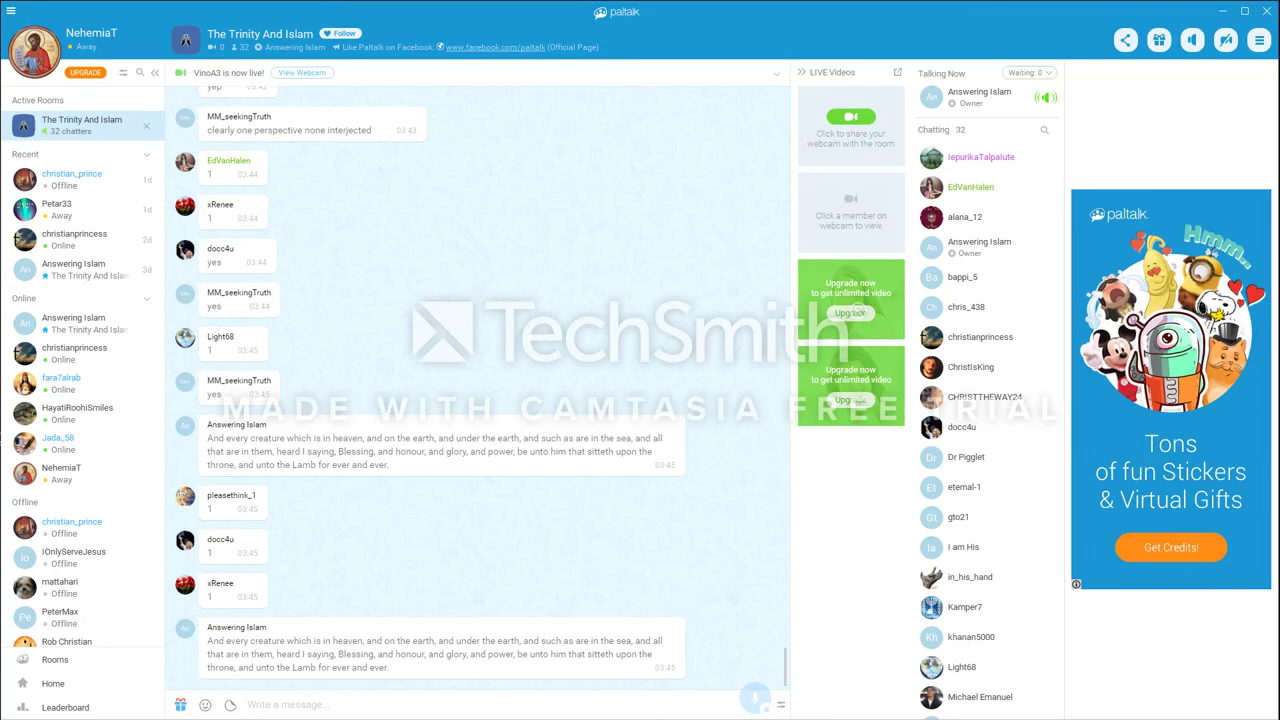 paltalk
NehemiaT
Away
The Trinity And Islam
Follow
0 32 Answering Islam Like Paltalk on Facebook: www.facebook.com/paltalk (Official Page)
UPGRADE
Active Rooms
The Trinity And Islam
32 chatters
Recent
christian_prince
Offline
1d
Petar33
Away
1d
christianprincess
Online
2d
Answering Islam
The Trinity And Islam
3d
Online
Answering Islam
The Trinity And Islam
christianprincess
Online
fara7alrab
Online
HayatiRoohiSmiles
Online
Jada_58
Online
NehemiaT
Away
Offline
christian_prince
Offline
IOnlyServeJesus
Offline
mattahari
Offline
PeterMax
Offline
Rob Christian
Rooms
Home
Leaderboard
VinoA3 is now live!
View Webcam
yep 03:42
MM_seekingTruth
clearly one perspective none interjected 03:43
EdVanHalen
1 03:44
xRenee
1 03:44
docc4u
yes 03:44
MM_seekingTruth
yes 03:44
Light68
1 03:45
MM_seekingTruth
yes 03:45
Answering Islam
And every creature which is in heaven, and on the earth, and under the earth, and such as are in the sea, and all
that are in them, heard I saying, Blessing, and honour, and glory, and power, be unto him that sitteth upon the
throne, and unto the Lamb for ever and ever. 03:45
pleasethink_1
1 03:45
docc4u
1 03:45
xRenee
1 03:45
Answering Islam
And every creature which is in heaven, and on the earth, and under the earth, and such as are in the sea, and all
that are in them, heard I saying, Blessing, and honour, and glory, and power, be unto him that sitteth upon the
throne, and unto the Lamb for ever and ever. 03:45
Write a message...
TechSmith
MADE WITH CAMTASIA FREE TRIAL
LIVE Videos
Click to share your
webcam with the room
Click a member on
webcam to view
Upgrade now
to get unlimited video
Upgrade
Upgrade now
to get unlimited video
Upgrade
Talking Now
Waiting: 0
An
Answering Islam
Owner
Chatting 32
IepurikaTalpaIute
EdVanHalen
alana_12
An
Answering Islam
Owner
Ba
bappi_5
Ch
chris_438
christianprincess
ChristIsKing
CHRISTTHEWAY24
docc4u
Dr
Dr Pigglet
Et
eternal-1
Gt
gto21
Ia
I am His
in_his_hand
Kamper7
Kh
khanan5000
Light68
Michael Emanuel
paltalk
Hmm...
Tons
of fun Stickers
& Virtual Gifts
Get Credits!